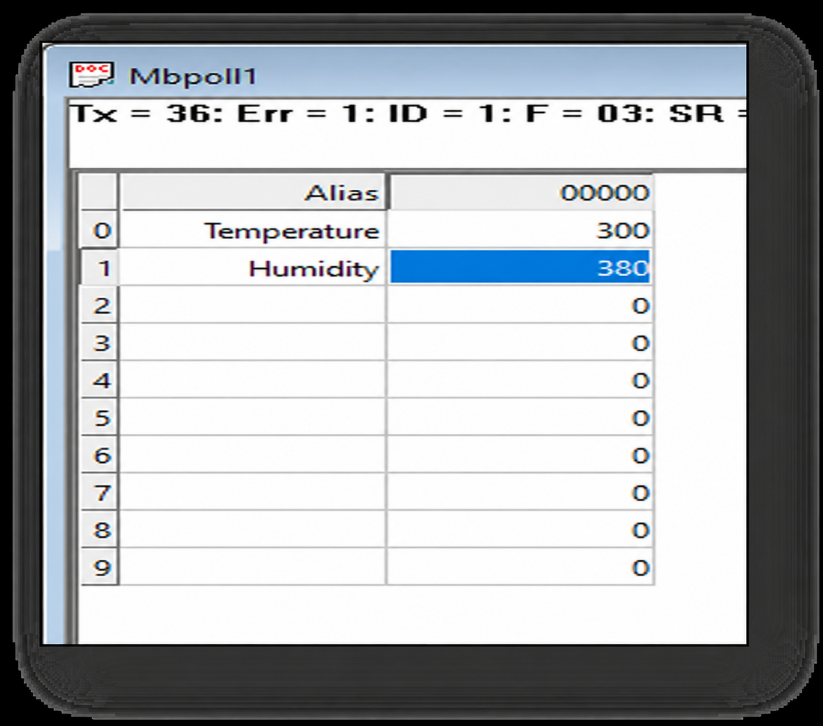 Mbpoll1
Tx = 36: Err = 1: ID = 1: F = 03: SR =
Alias 00000
0 Temperature 300
1 Humidity 380
2 0
3 0
4 0
5 0
6 0
7 0
8 0
9 0